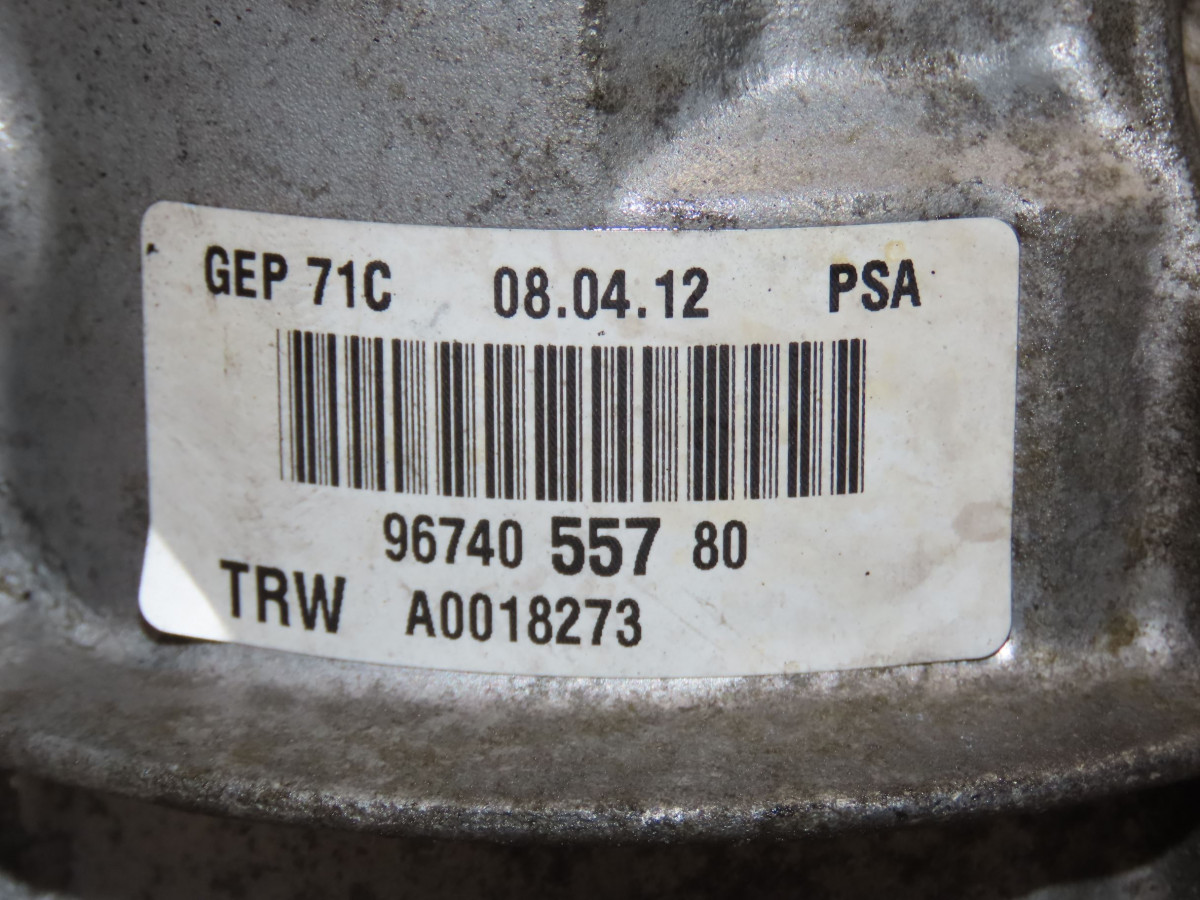 GEP 71C 08.04.12 PSA
96740 557 80
TRW A0018273